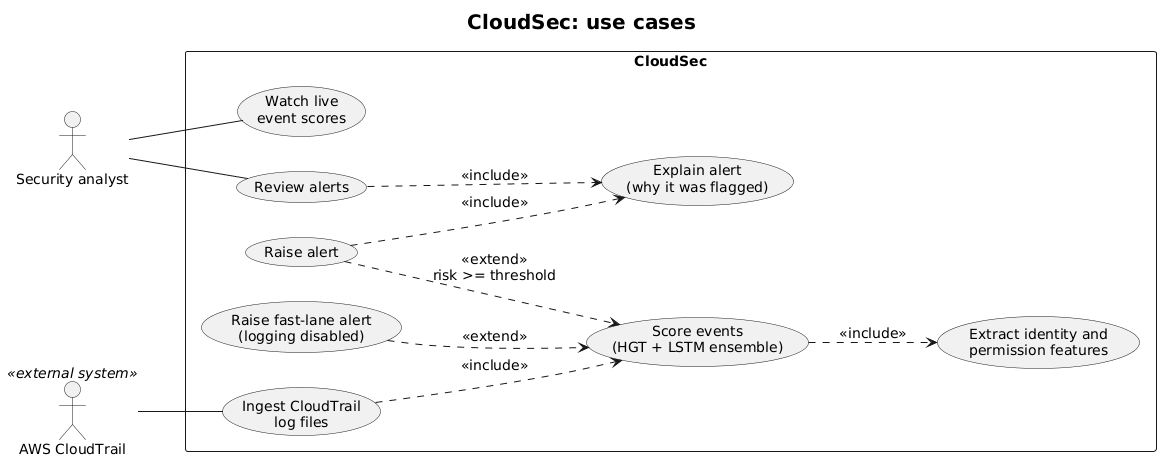 CloudSec: use cases
CloudSec
Watch live
event scores
Security analyst
Review alerts
«include»
Explain alert
(why it was flagged)
«include»
Raise alert
«extend»
risk >= threshold
Raise fast-lane alert
(logging disabled)
«extend»
Score events
(HGT + LSTM ensemble)
«include»
Extract identity and
permission features
«include»
«external system»
AWS CloudTrail
Ingest CloudTrail
log files